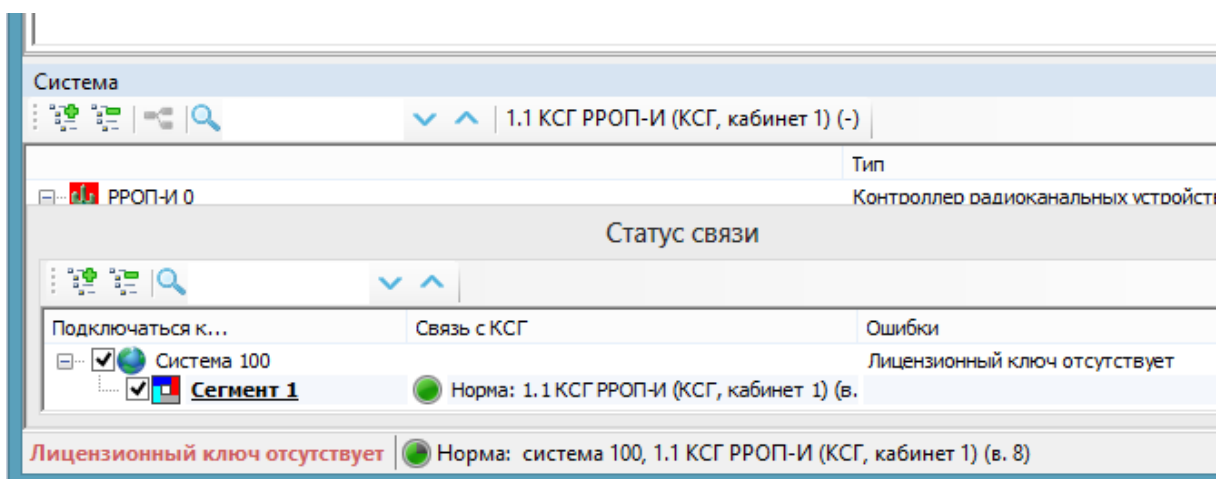 Система
1.1 КСГ РРОП-И (КСГ, кабинет 1) (-)
Тип
РРОП-И 0 Контроллер радиоканальных устройств
Статус связи
Подключаться к... Связь с КСГ Ошибки
Система 100 Лицензионный ключ отсутствует
Сегмент 1 Норма: 1.1 КСГ РРОП-И (КСГ, кабинет 1) (в.
Лицензионный ключ отсутствует Норма: система 100, 1.1 КСГ РРОП-И (КСГ, кабинет 1) (в. 8)